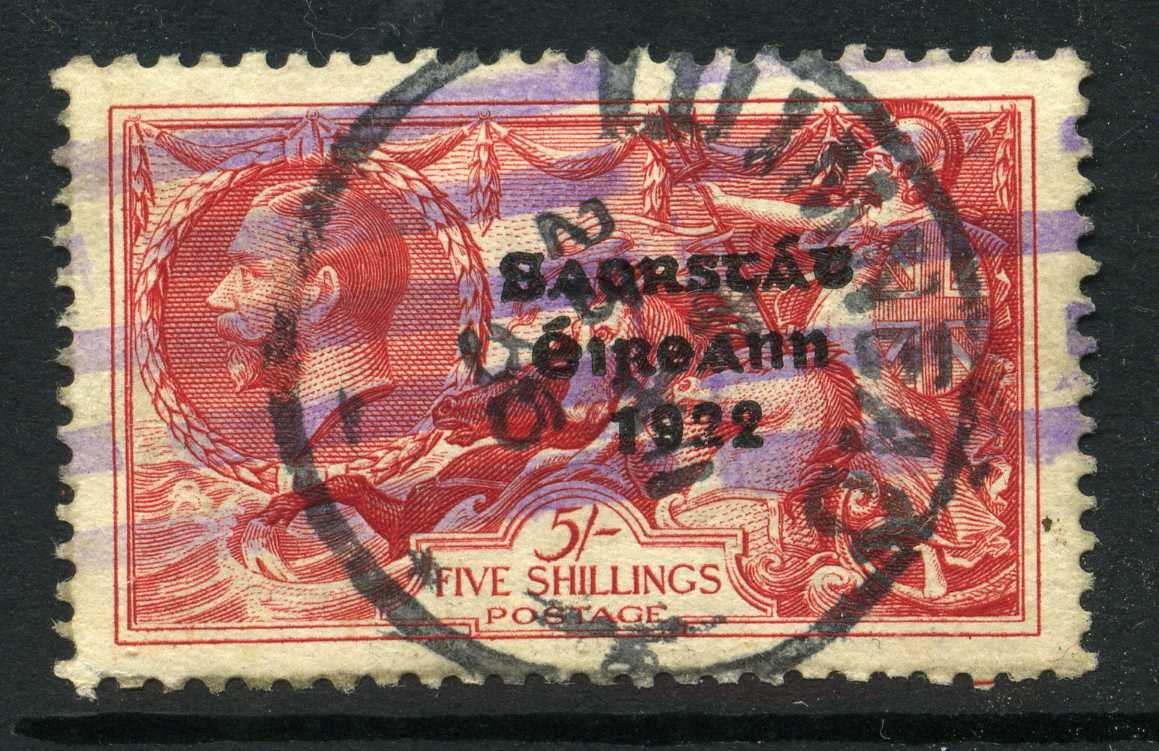 Saorstát
Éireann
1922
5/-
FIVE SHILLINGS
POSTAGE